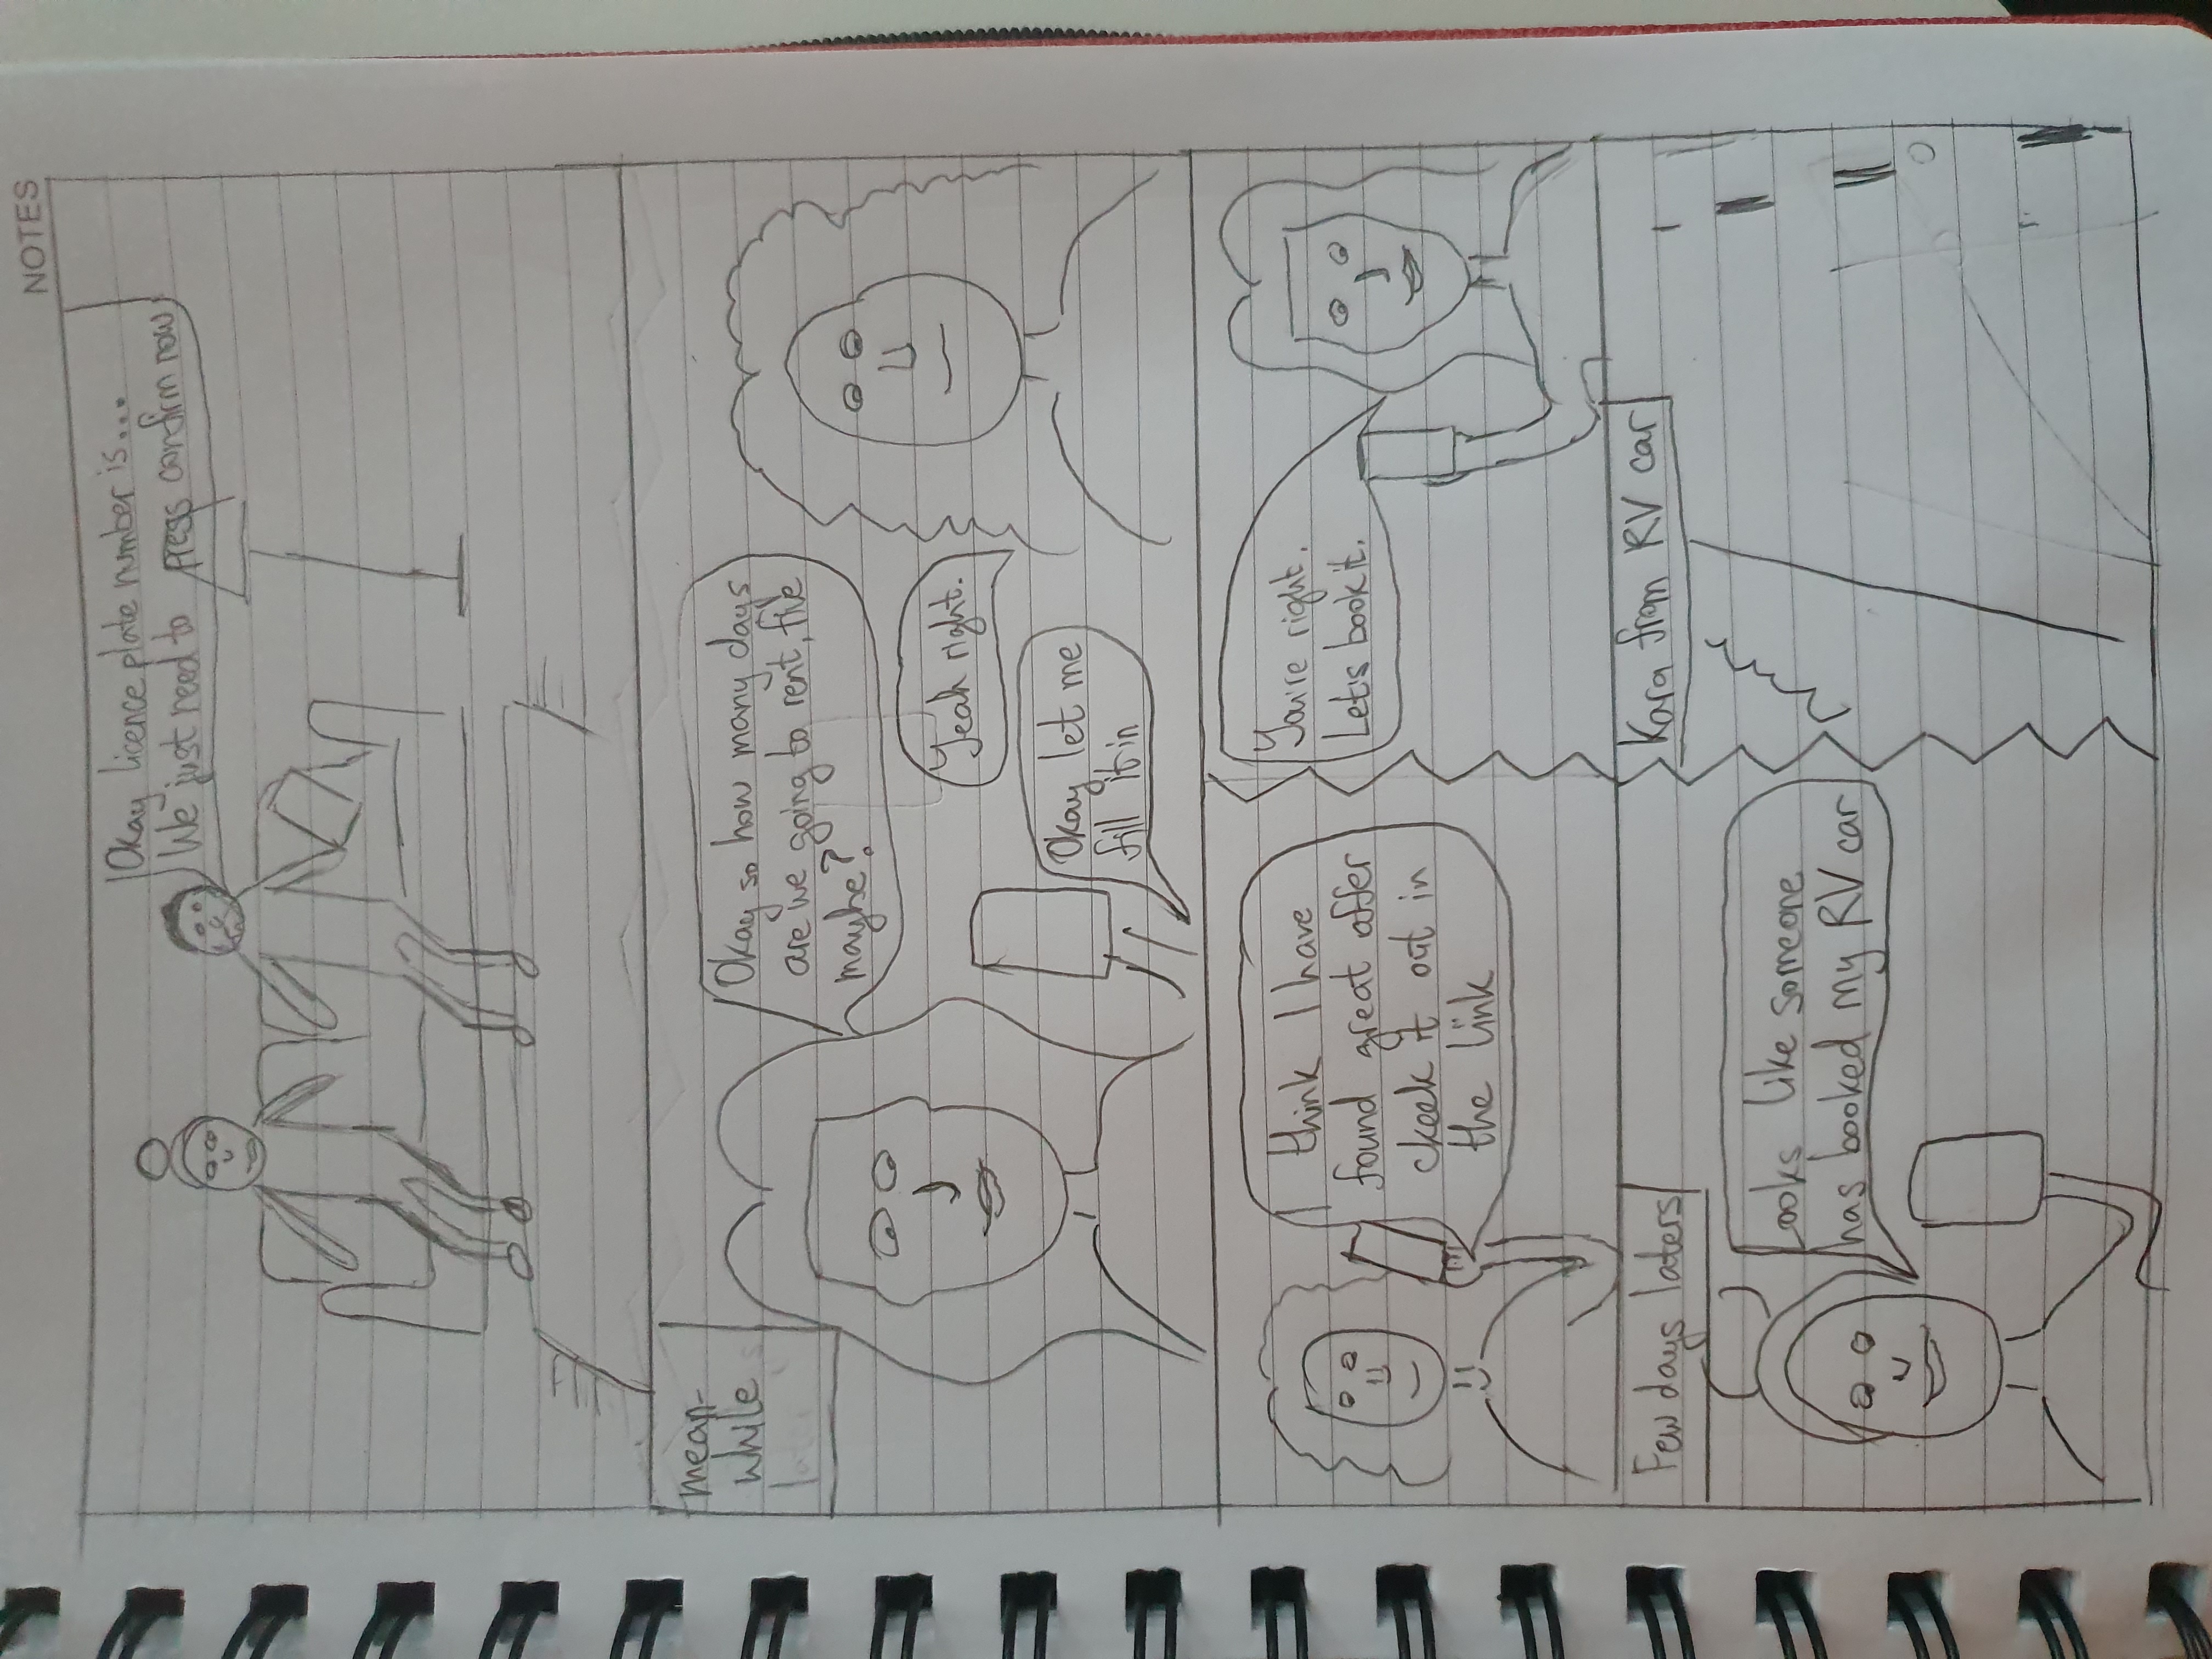 NOTES
Okay licence plate number is...
We just need to press confirm now
mean-
while
later
Okay so how many days
are we going to rent, five
maybe?
Yeah right.
Okay let me
fill it in
I think I have
found great offer
ckeek it out in
the link
You're right.
Let's book it.
Few days laters
Looks like someone
has booked my RV car
Kara from RV car